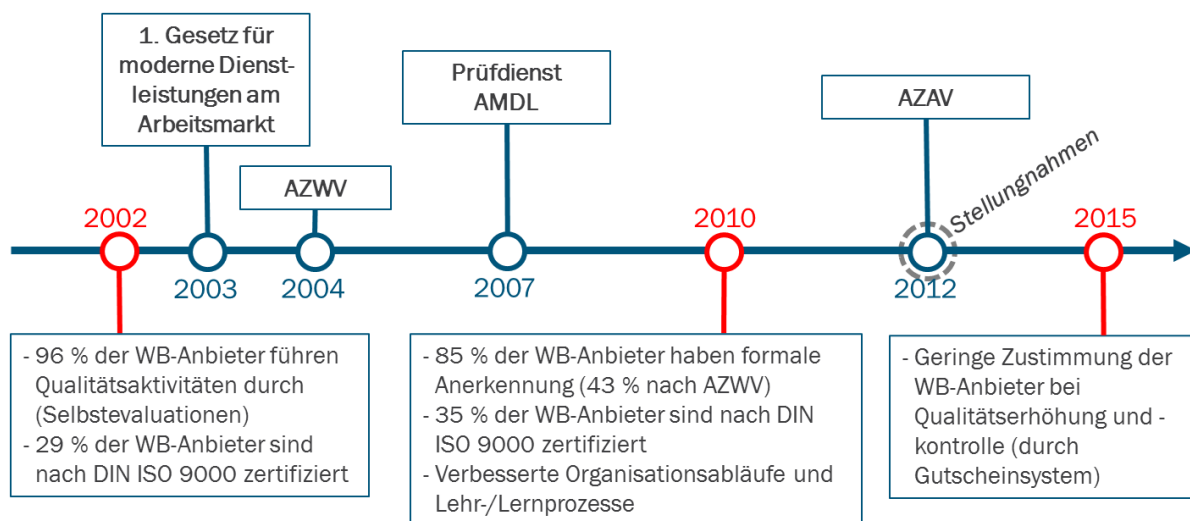 1. Gesetz für
moderne Dienst-
leistungen am
Arbeitsmarkt
AZWV
Prüfdienst
AMDL
AZAV
Stellungnahmen
2002
2003
2004
2007
2010
2012
2015
- 96 % der WB-Anbieter führen
Qualitätsaktivitäten durch
(Selbstevaluationen)
- 29 % der WB-Anbieter sind
nach DIN ISO 9000 zertifiziert
- 85 % der WB-Anbieter haben formale
Anerkennung (43 % nach AZWV)
- 35 % der WB-Anbieter sind nach DIN
ISO 9000 zertifiziert
- Verbesserte Organisationsabläufe und
Lehr-/Lernprozesse
- Geringe Zustimmung der
WB-Anbieter bei
Qualitätserhöhung und -
kontrolle (durch
Gutscheinsystem)